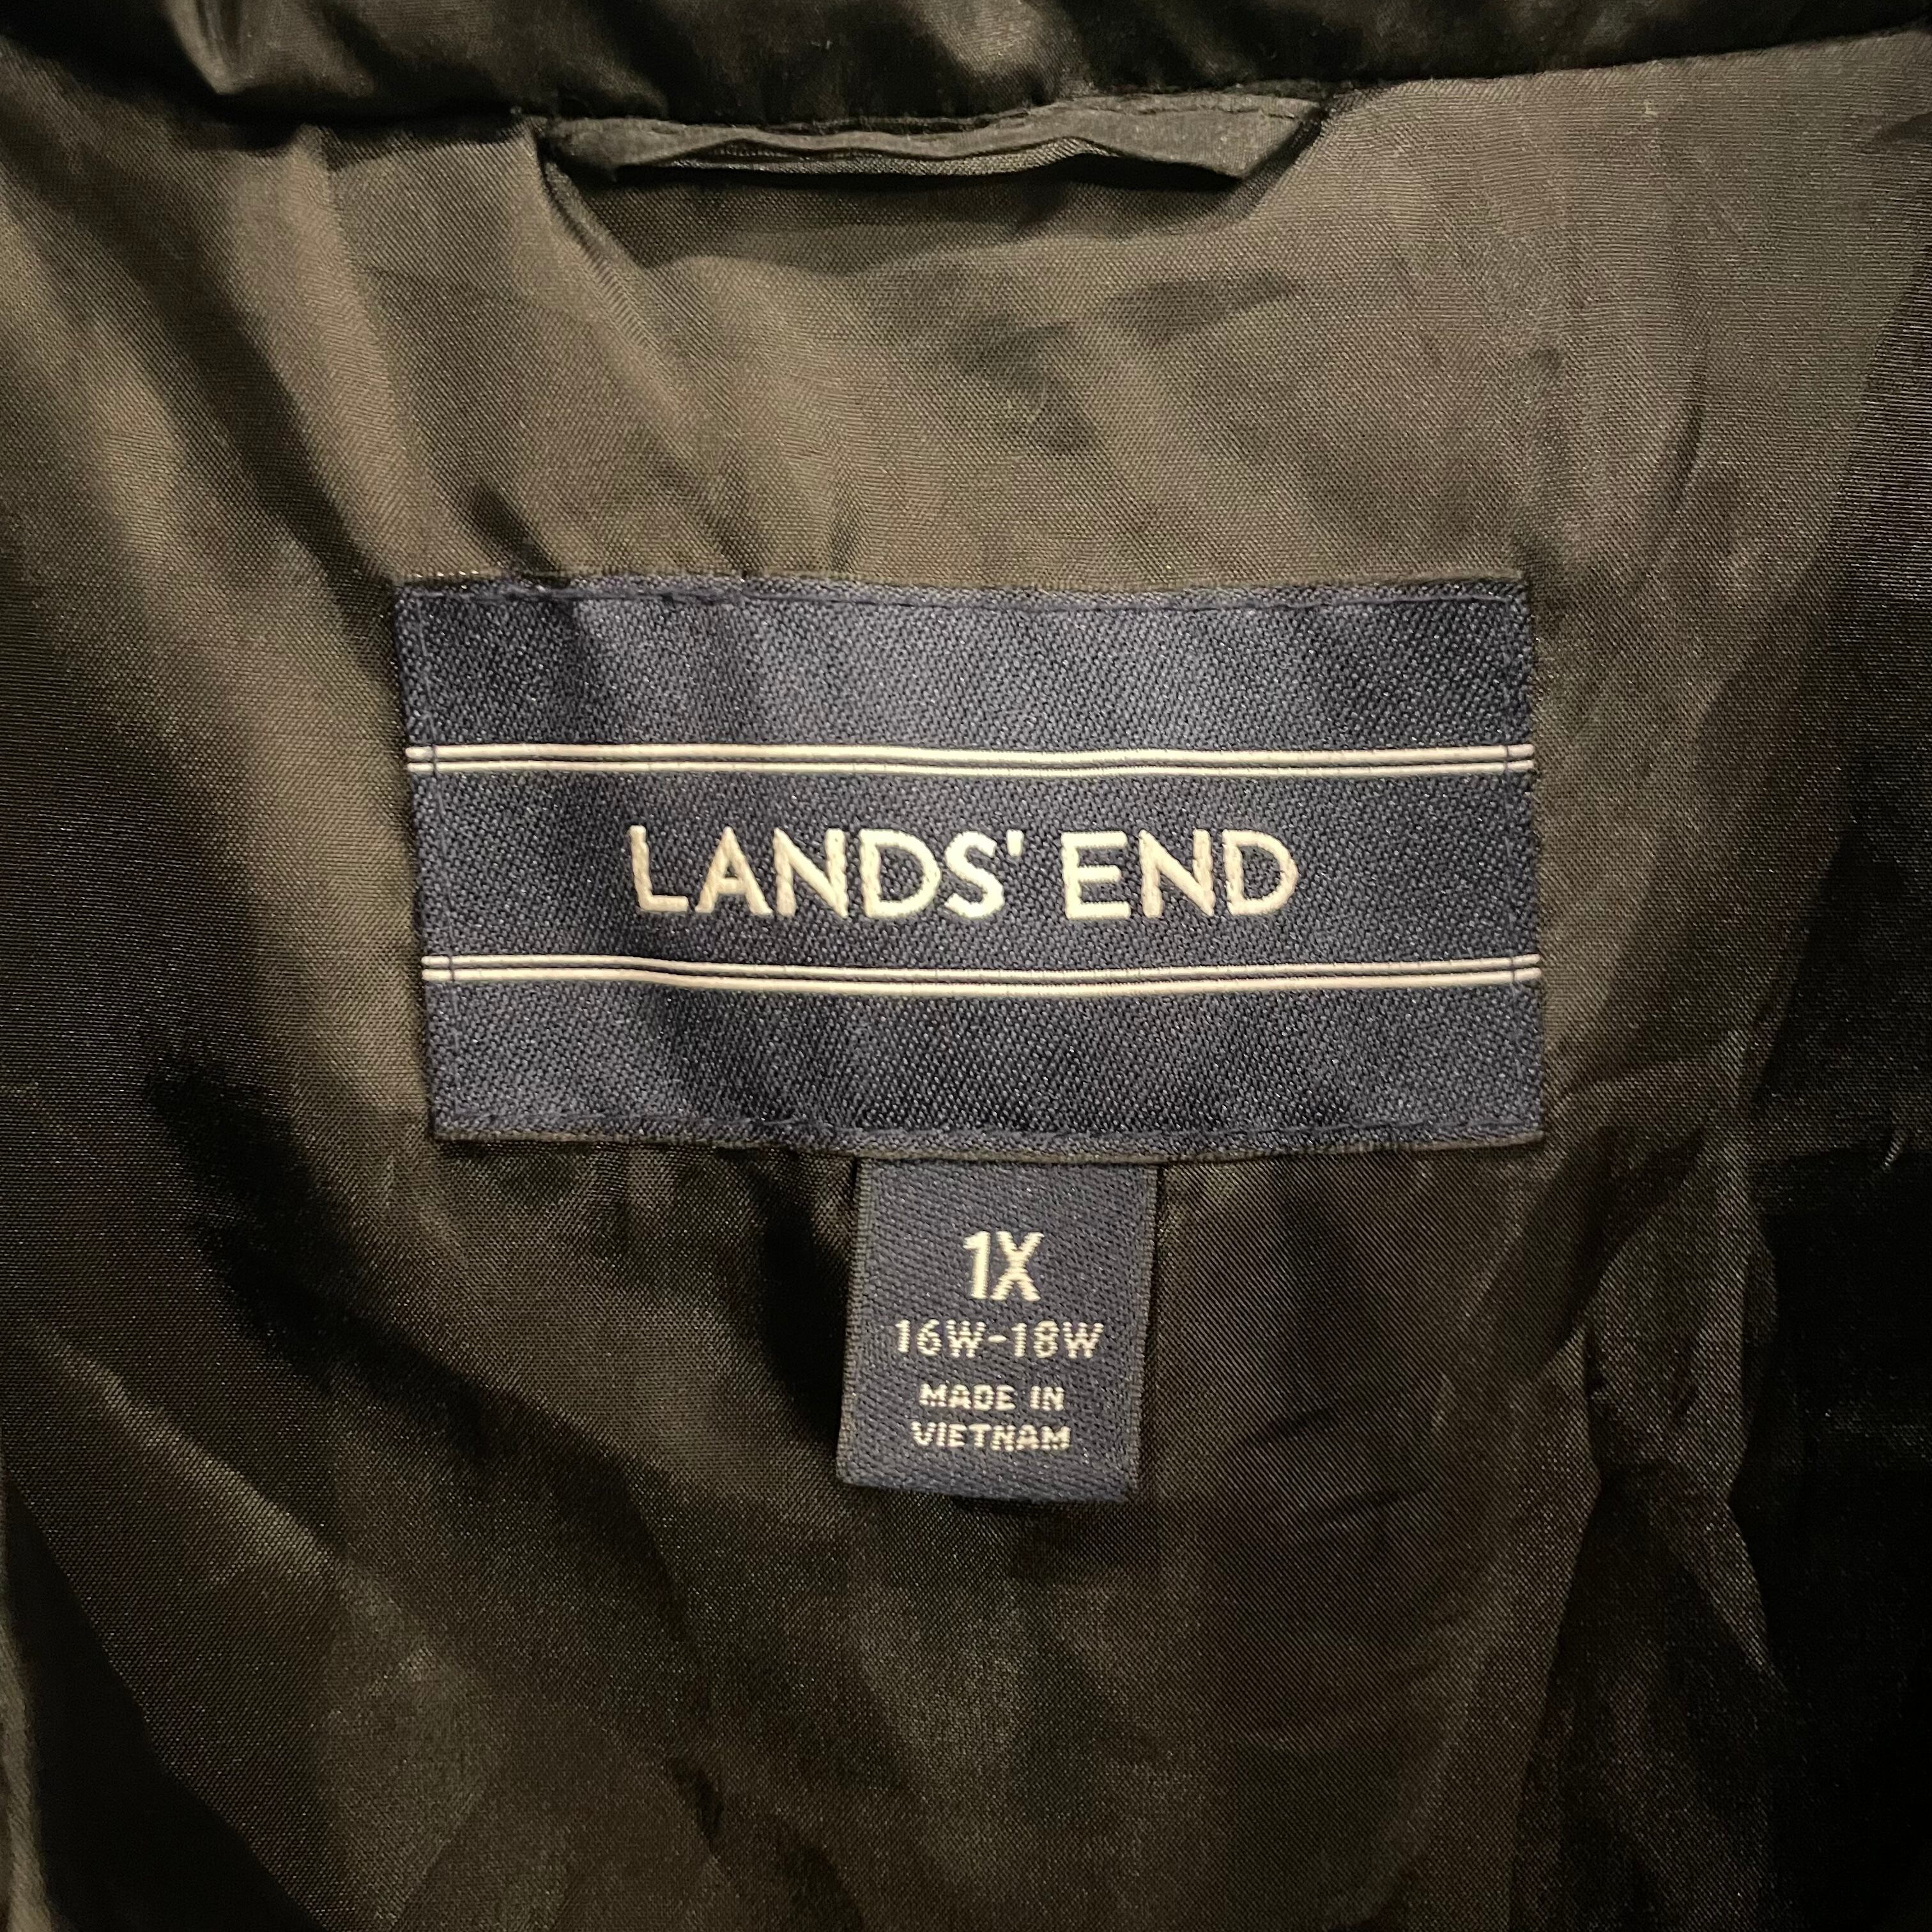 LANDS' END
1X
16W-18W
MADE IN
VIETNAM